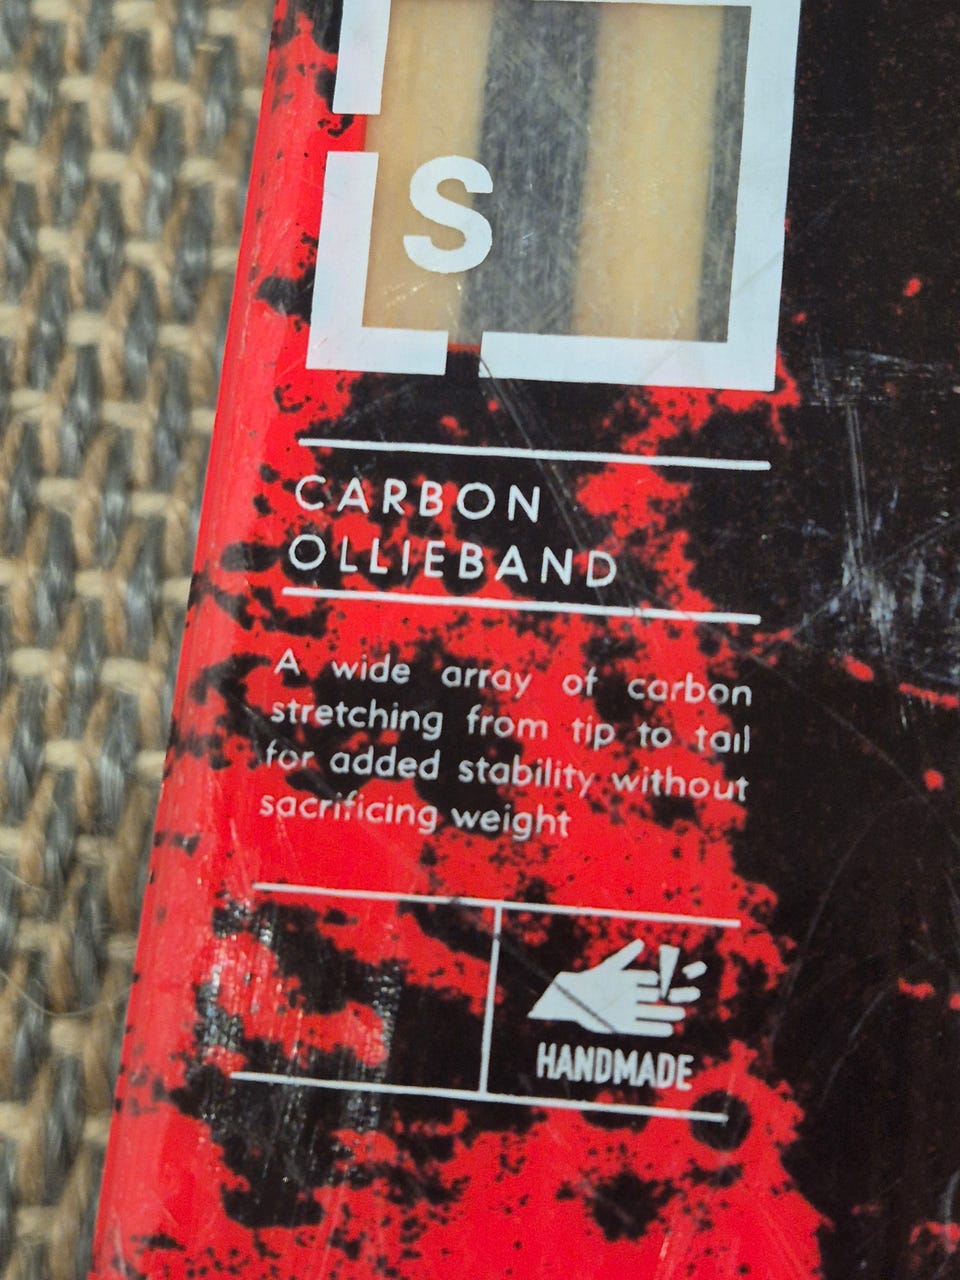 S
CARBON
OLLIEBAND
A wide array of carbon
stretching from tip to tail
for added stability without
sacrificing weight
HANDMADE